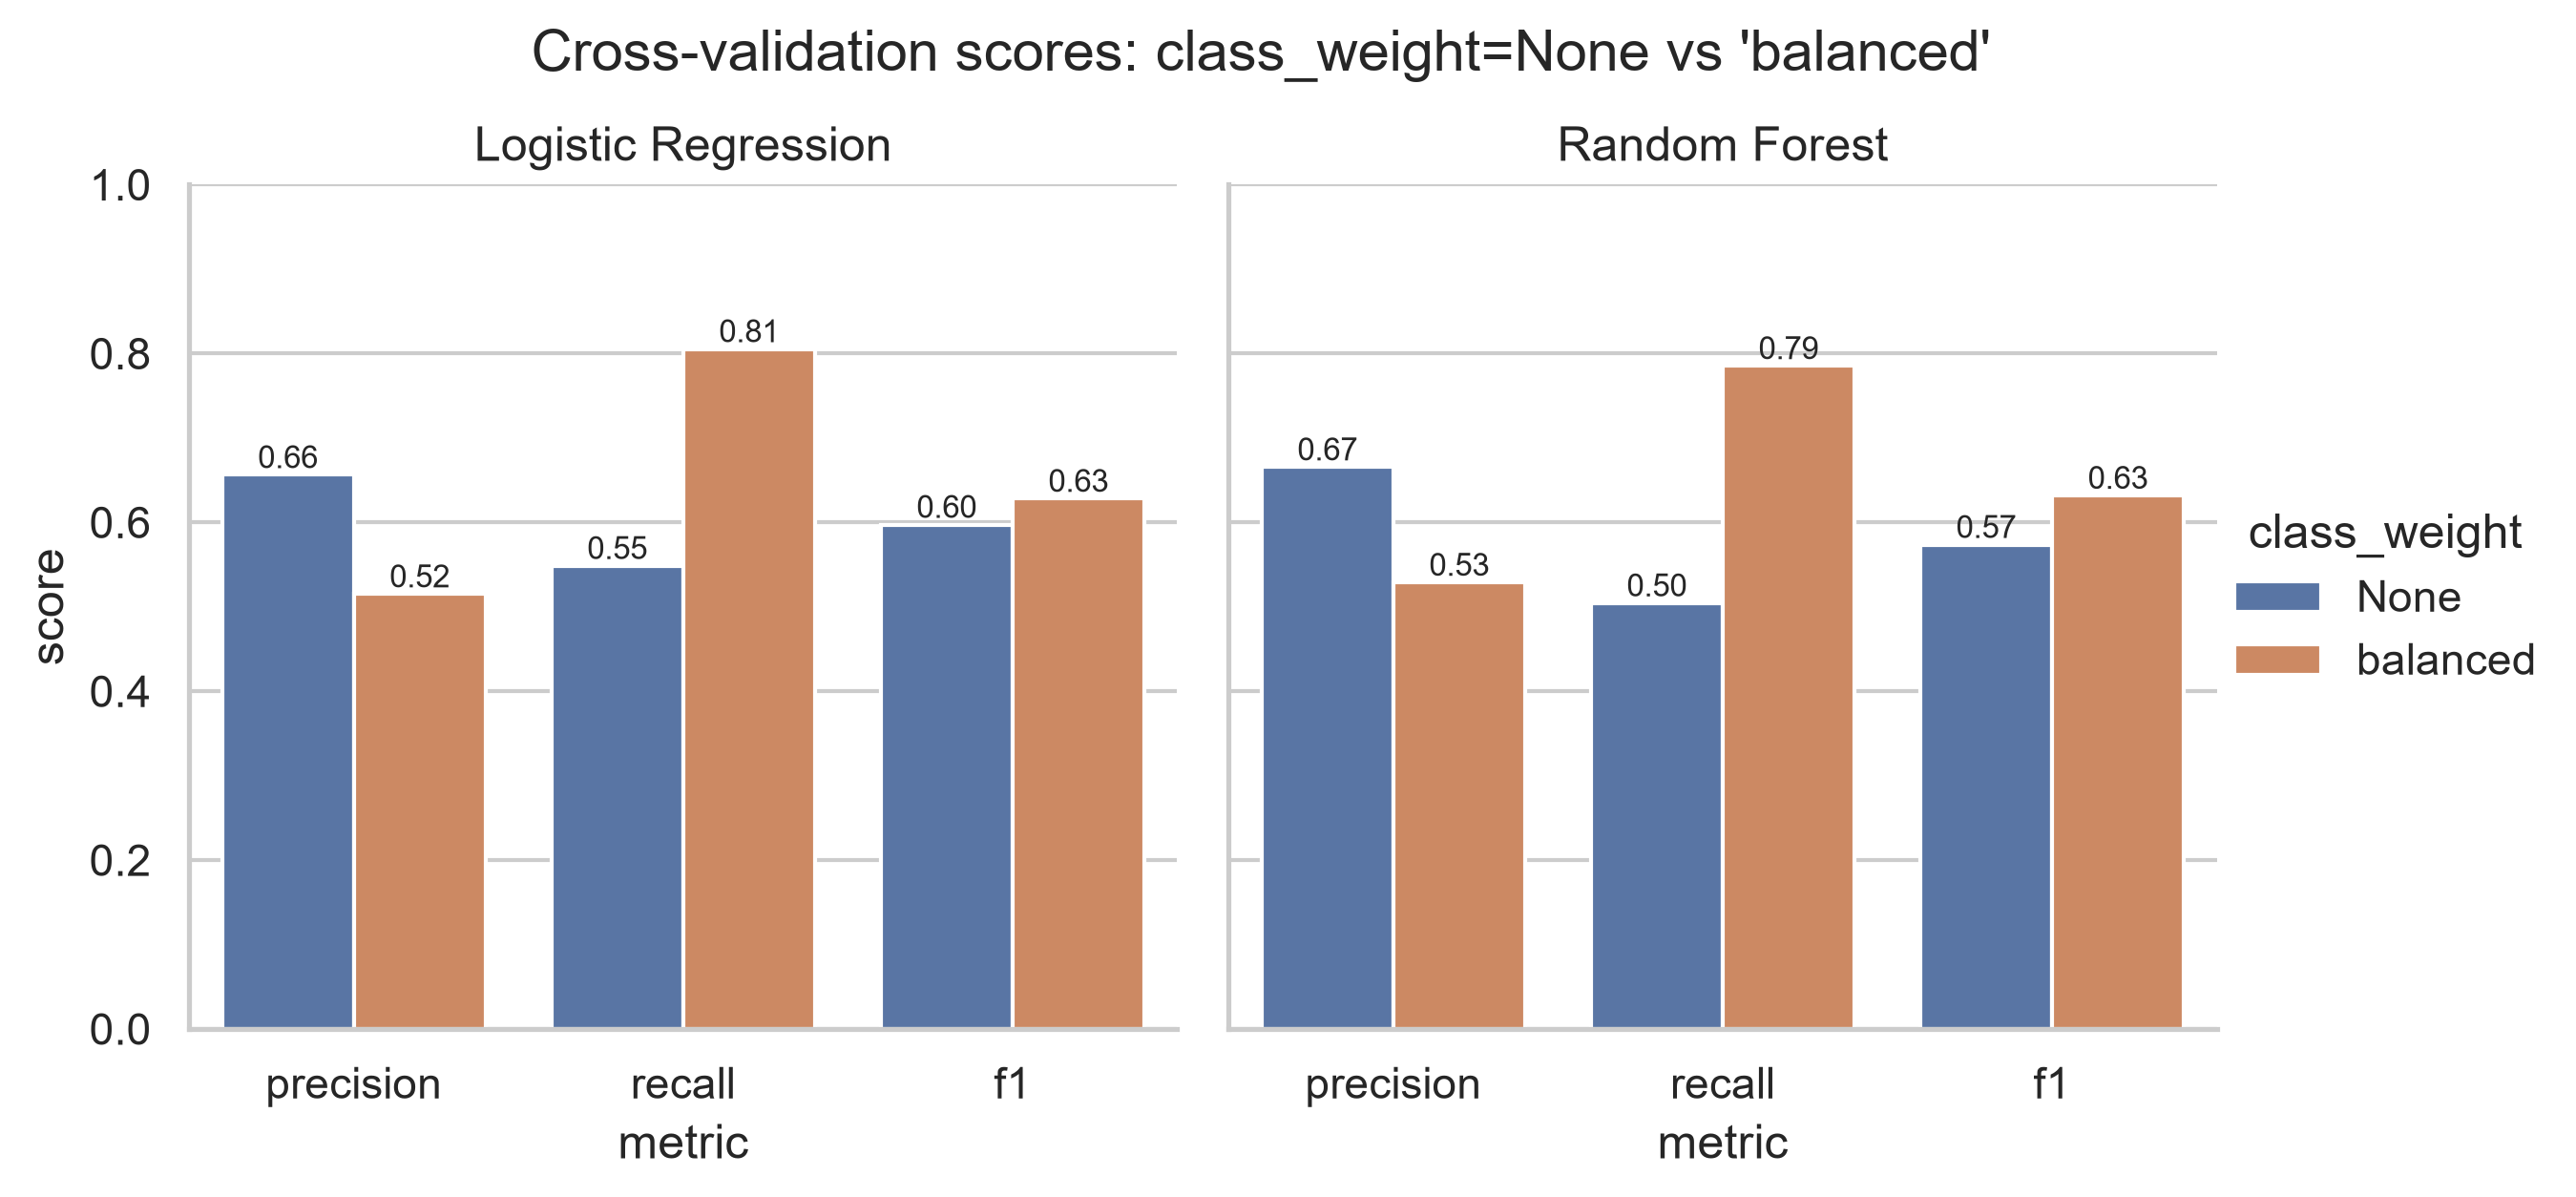 Cross-validation scores: class_weight=None vs 'balanced'
Logistic Regression
Random Forest
score
1.0
0.8
0.6
0.4
0.2
0.0
0.66
0.52
0.55
0.81
0.60
0.63
0.67
0.53
0.50
0.79
0.57
0.63
precision
recall
f1
metric
precision
recall
f1
metric
class_weight
None
balanced